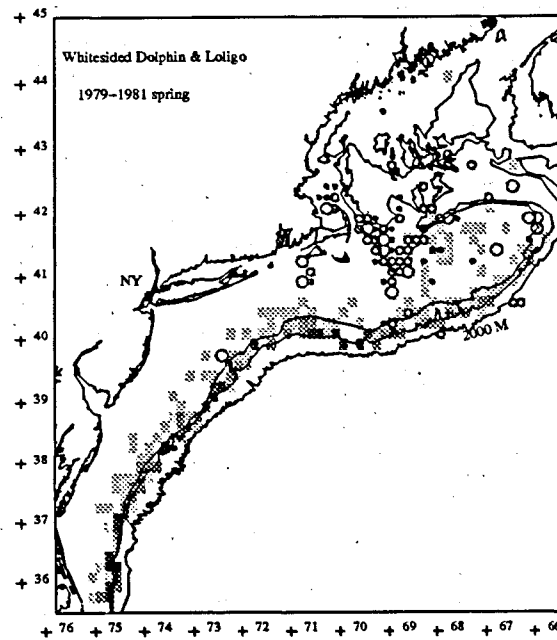 + 45
Whitesided Dolphin & Loligo
+ 44
1979-1981 spring
+ 43
+ 42
+ 41
NY
+ 40
2000 M
+ 39
+ 38
+ 37
+ 36
+ 76 + 75 + 74 + 73 + 72 + 71 + 70 + 69 + 68 + 67 + 66